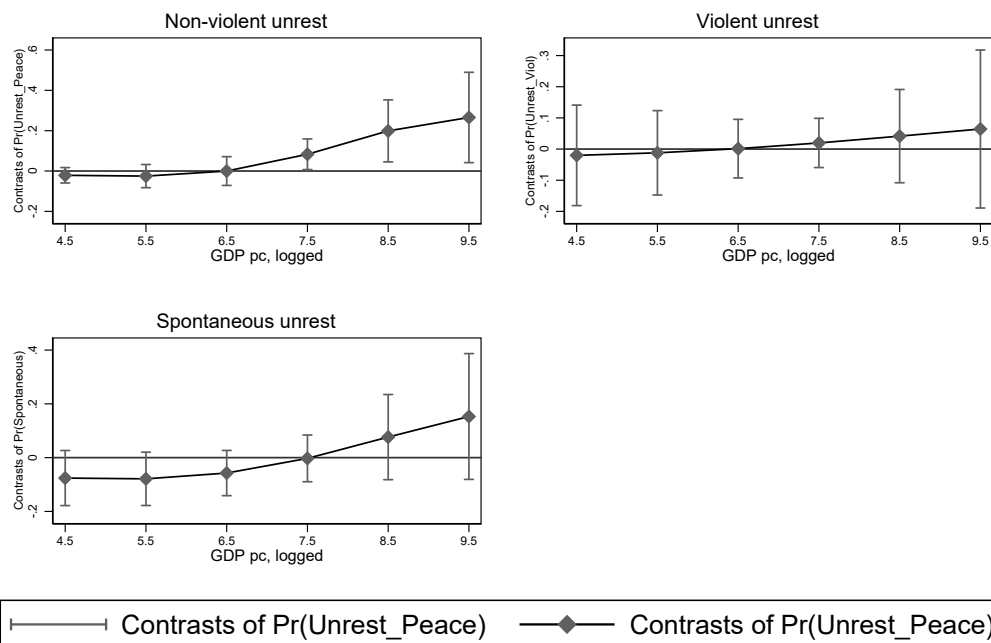 Non-violent unrest
Contrasts of Pr(Unrest_Peace)
.6
.4
.2
0
-.2
4.5 5.5 6.5 7.5 8.5 9.5
GDP pc, logged
Violent unrest
Contrasts of Pr(Unrest_Viol)
.3
.2
.1
0
-.1
-.2
4.5 5.5 6.5 7.5 8.5 9.5
GDP pc, logged
Spontaneous unrest
Contrasts of Pr(Spontaneous)
.4
.2
0
-.2
4.5 5.5 6.5 7.5 8.5 9.5
GDP pc, logged
Contrasts of Pr(Unrest_Peace) Contrasts of Pr(Unrest_Peace)